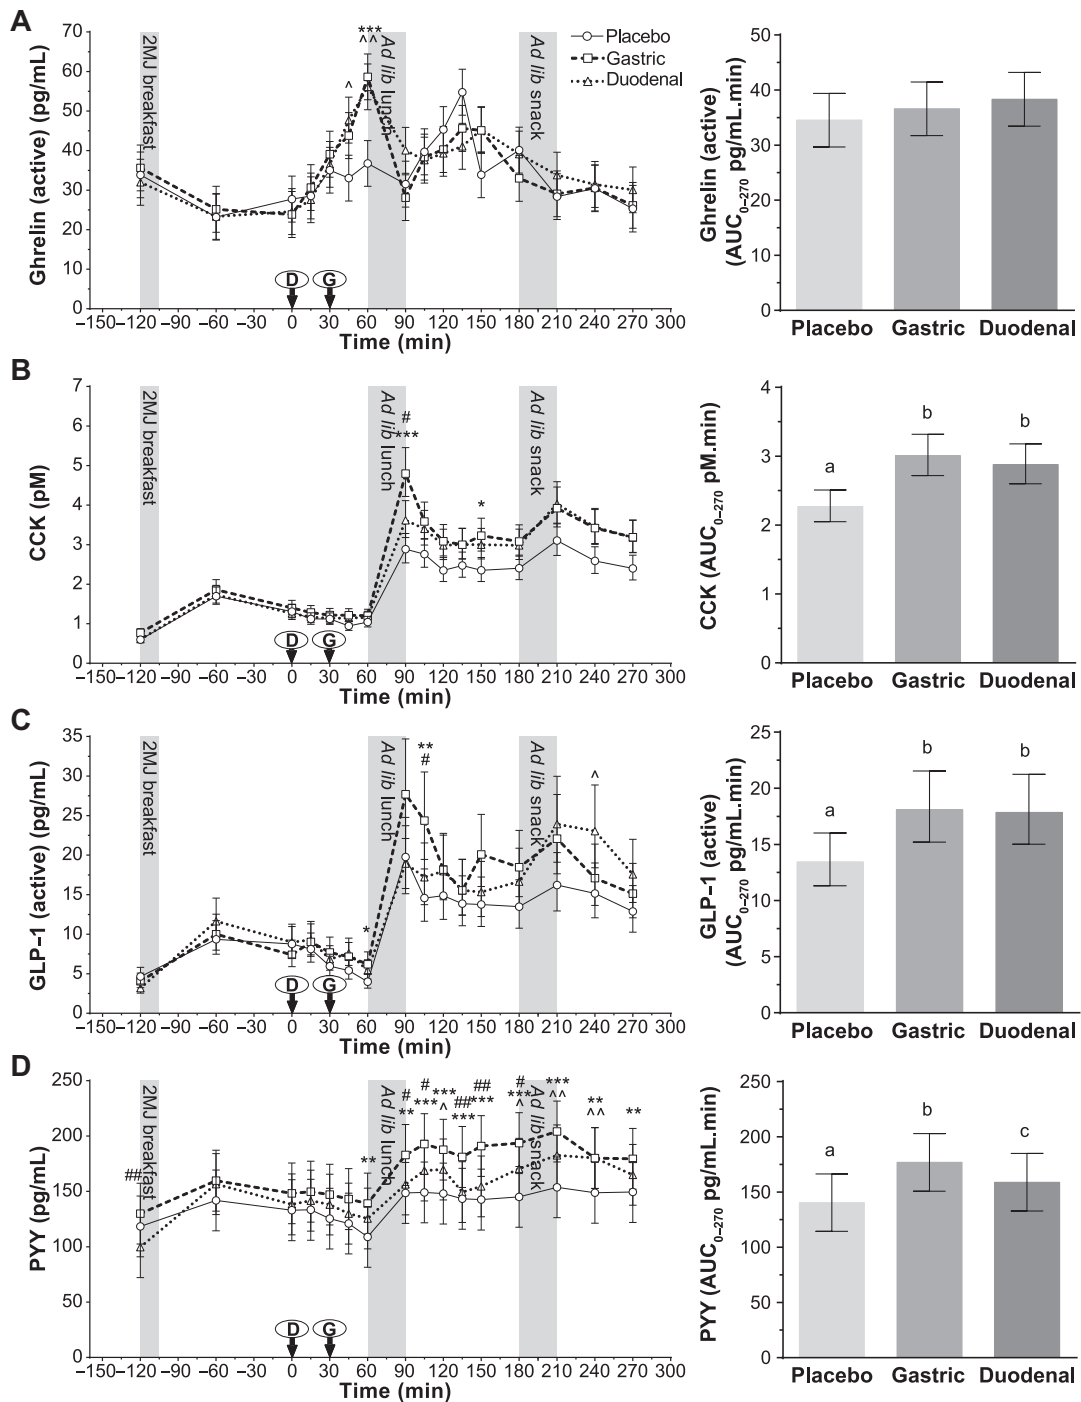 A
Ghrelin (active) (pg/mL)
70
60
50
40
30
20
10
0
2MJ breakfast
Ad lib lunch
Ad lib snack
^
***
^^
Placebo
Gastric
Duodenal
D
G
−150 −120 −90 −60 −30 0 30 60 90 120 150 180 210 240 270 300
Time (min)
Ghrelin (active)
(AUC0–270 pg/mL.min)
50
40
30
20
10
0
Placebo Gastric Duodenal
B
CCK (pM)
7
6
5
4
3
2
1
0
2MJ breakfast
Ad lib lunch
Ad lib snack
#
***
*
D
G
−150 −120 −90 −60 −30 0 30 60 90 120 150 180 210 240 270 300
Time (min)
CCK (AUC0–270 pM.min)
4
3
2
1
0
a
b
b
Placebo Gastric Duodenal
C
GLP−1 (active) (pg/mL)
35
30
25
20
15
10
5
0
2MJ breakfast
Ad lib lunch
Ad lib snack
*
**
#
^
D
G
−150 −120 −90 −60 −30 0 30 60 90 120 150 180 210 240 270 300
Time (min)
GLP−1 (active)
(AUC0–270 pg/mL.min)
25
20
15
10
5
0
a
b
b
Placebo Gastric Duodenal
D
PYY (pg/mL)
250
200
150
100
50
0
2MJ breakfast
Ad lib lunch
Ad lib snack
##
**
#
**
#
***
***
^
##
***
##
***
#
***
^
***
^^
**
^^
**
D
G
−150 −120 −90 −60 −30 0 30 60 90 120 150 180 210 240 270 300
Time (min)
PYY (AUC0–270 pg/mL.min)
250
200
150
100
50
0
a
b
c
Placebo Gastric Duodenal